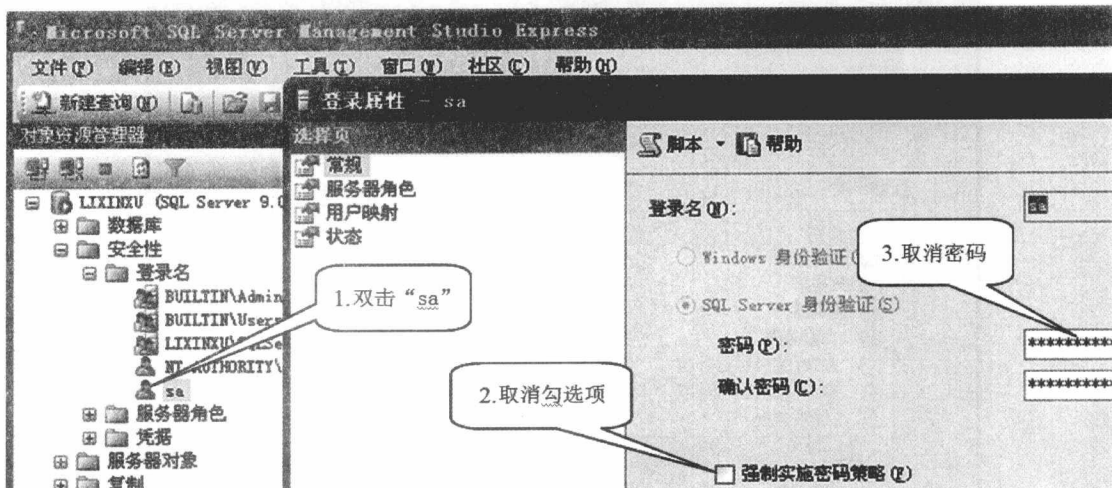 Microsoft SQL Server Management Studio Express
文件(F) 编辑(E) 视图(V) 工具(T) 窗口(W) 社区(C) 帮助(H)
新建查询(N)
登录属性 - sa
对象资源管理器
选择页
常规
服务器角色
用户映射
状态
脚本 帮助
LIXINXU (SQL Server 9.0
数据库
安全性
登录名
BUILTIN\Admin
BUILTIN\Users
LIXINXU\SQLSe
NT AUTHORITY\
sa
服务器角色
凭据
服务器对象
复制
登录名(N):
sa
Windows 身份验证(
SQL Server 身份验证(S)
密码(P):
**********
确认密码(C):
**********
强制实施密码策略(F)
1.双击“sa”
2.取消勾选项
3.取消密码